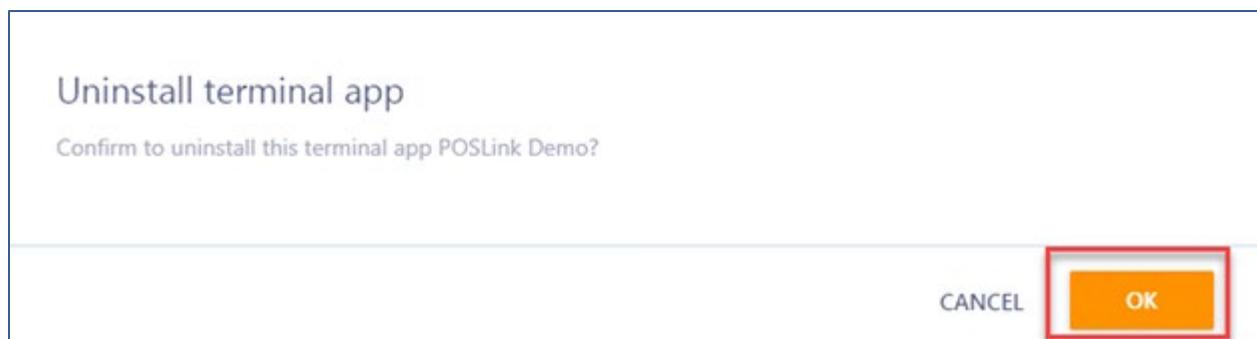 Uninstall terminal app
Confirm to uninstall this terminal app POSLink Demo?
CANCEL OK